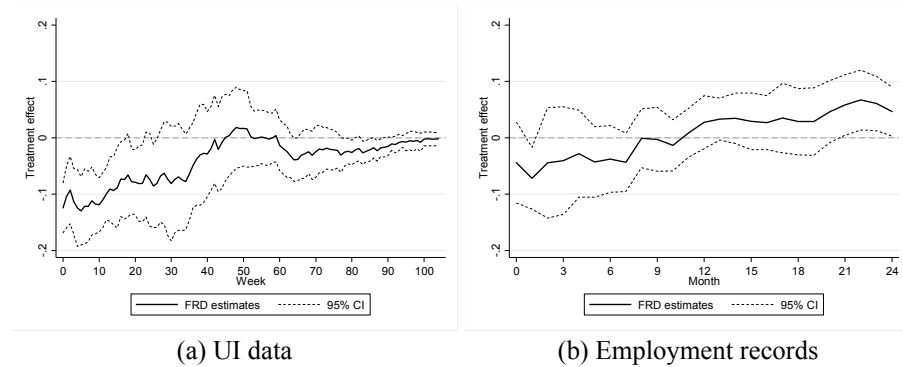 .2
.1
0
-.1
-.2
Treatment effect
0 10 20 30 40 50 60 70 80 90 100
Week
FRD estimates 95% CI
(a) UI data
.2
.1
0
-.1
-.2
Treatment effect
0 3 6 9 12 15 18 21 24
Month
FRD estimates 95% CI
(b) Employment records